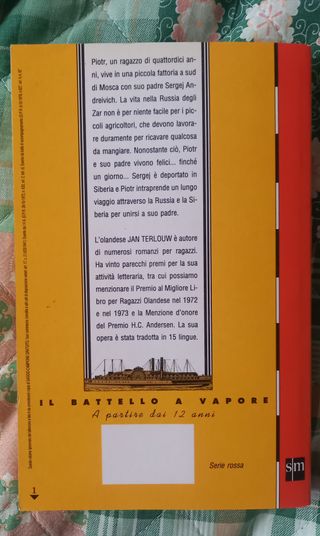 Piotr, un ragazzo di quattordici an-
ni, vive in una piccola fattoria a sud
di Mosca con suo padre Sergej An-
dreivich. La vita nella Russia degli
Zar non è per niente facile per i pic-
coli agricoltori, che devono lavora-
re duramente per ricavare qualcosa
da mangiare. Nonostante ciò, Piotr
e suo padre vivono felici... finché
un giorno... Sergej è deportato in
Siberia e Piotr intraprende un lungo
viaggio attraverso la Russia e la Si-
beria per unirsi a suo padre.
L'olandese JAN TERLOUW è autore
di numerosi romanzi per ragazzi.
Ha vinto parecchi premi per la sua
attività letteraria, tra cui possiamo
menzionare il Premio al Migliore Li-
bro per Ragazzi Olandese nel 1972
e nel 1973 e la Menzione d'onore
del Premio H.C. Andersen. La sua
opera è stata tradotta in 15 lingue.
IL BATTELLO A VAPORE
A partire dai 12 anni
Serie rossa
sm
1